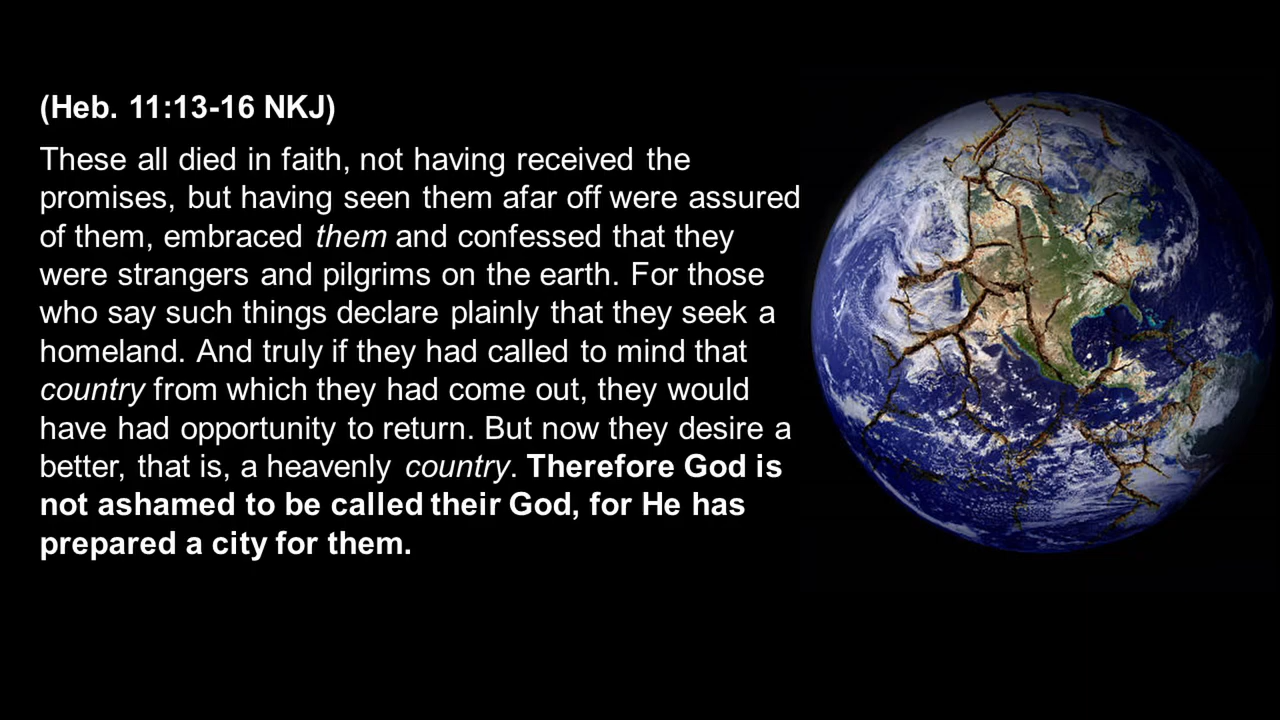 (Heb. 11:13-16 NKJ)
These all died in faith, not having received the
promises, but having seen them afar off were assured
of them, embraced them and confessed that they
were strangers and pilgrims on the earth. For those
who say such things declare plainly that they seek a
homeland. And truly if they had called to mind that
country from which they had come out, they would
have had opportunity to return. But now they desire a
better, that is, a heavenly country. Therefore God is
not ashamed to be called their God, for He has
prepared a city for them.